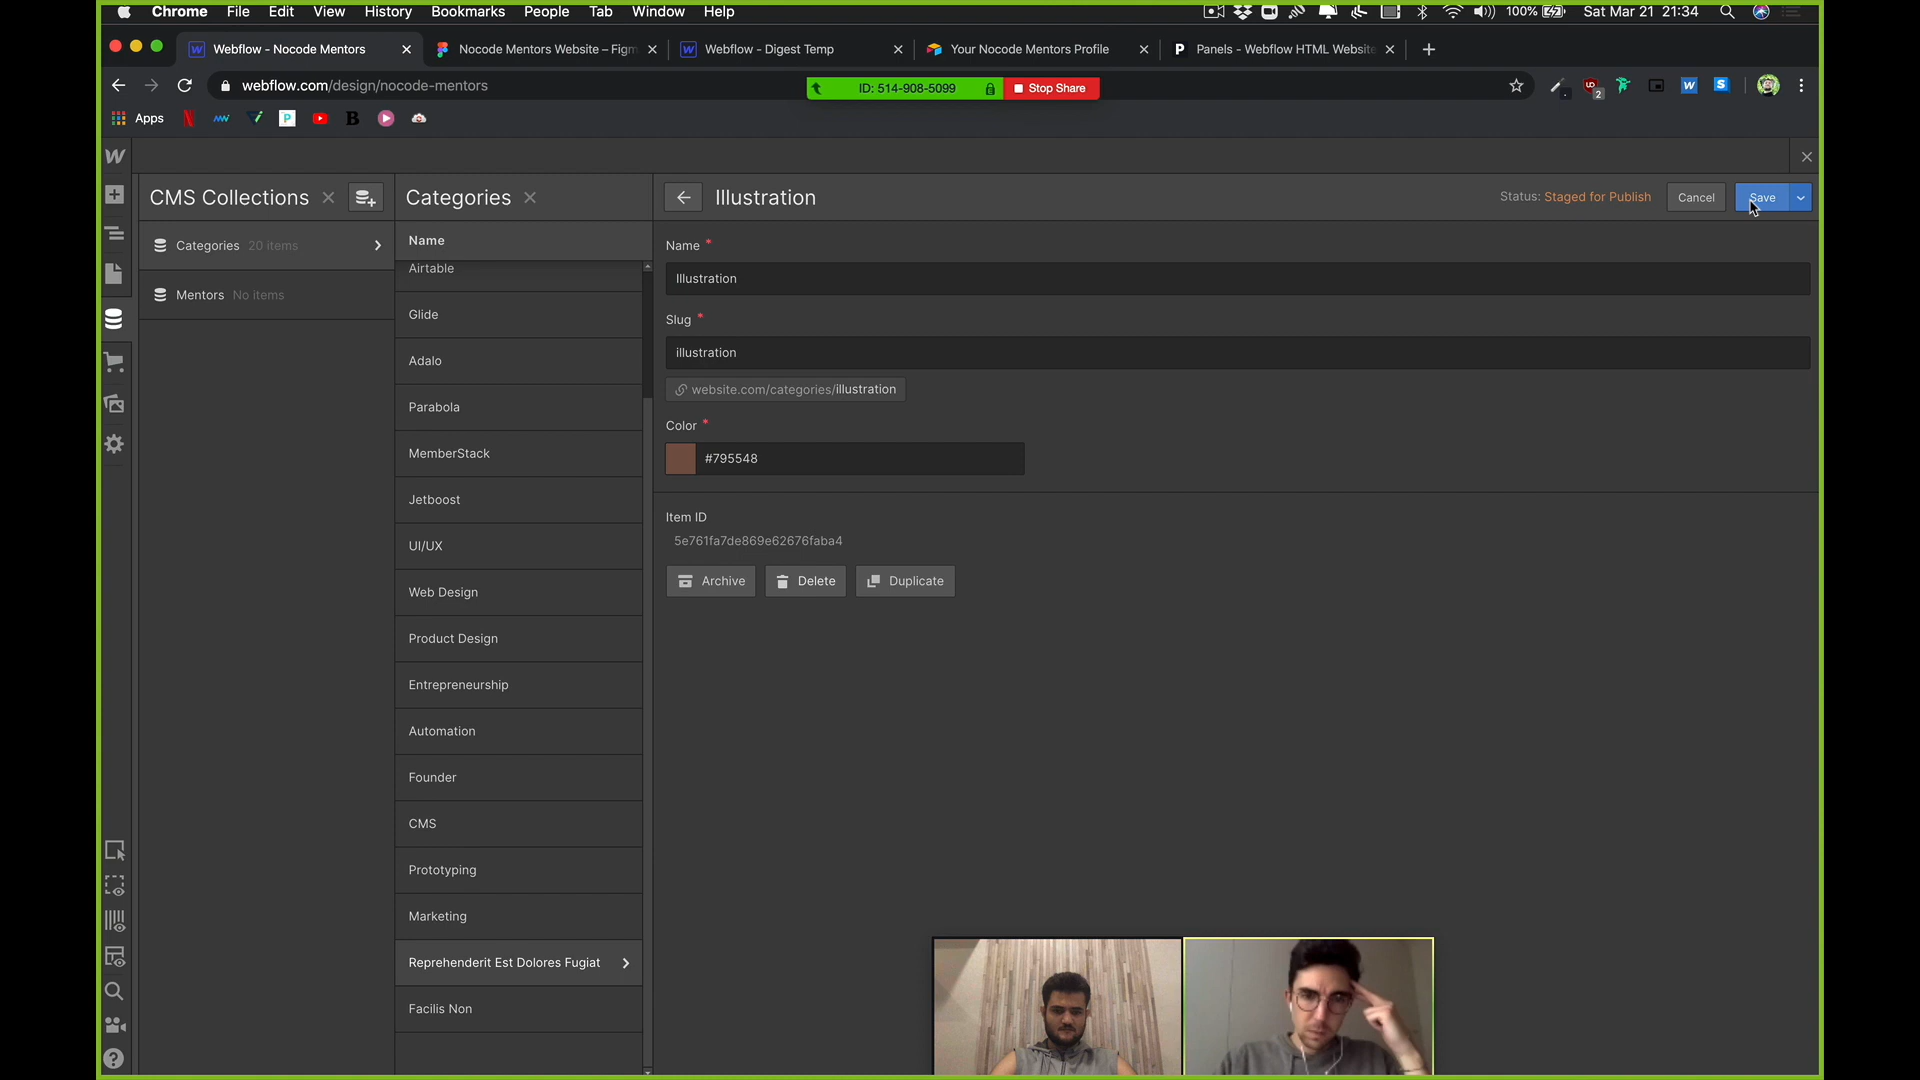 Chrome File Edit View History Bookmarks People Tab Window Help
100% Sat Mar 21 21:34
Webflow - Nocode Mentors
Nocode Mentors Website – Figm
Webflow - Digest Temp
Your Nocode Mentors Profile
Panels - Webflow HTML Website
webflow.com/design/nocode-mentors
ID: 514-908-5099
Stop Share
2
Apps
CMS Collections
Categories
Illustration
Status: Staged for Publish
Cancel
Save
Categories 20 items
Mentors No items
Name
Airtable
Glide
Adalo
Parabola
MemberStack
Jetboost
UI/UX
Web Design
Product Design
Entrepreneurship
Automation
Founder
CMS
Prototyping
Marketing
Reprehenderit Est Dolores Fugiat
Facilis Non
Name *
Illustration
Slug *
illustration
website.com/categories/illustration
Color *
#795548
Item ID
5e761fa7de869e62676faba4
Archive
Delete
Duplicate